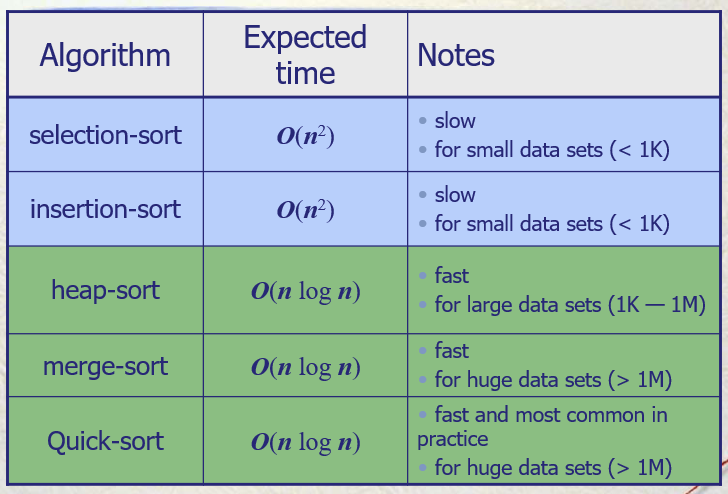 Algorithm
Expected
time
Notes
selection-sort
O(n²)
• slow
• for small data sets (< 1K)
insertion-sort
O(n²)
• slow
• for small data sets (< 1K)
heap-sort
O(n log n)
• fast
• for large data sets (1K — 1M)
merge-sort
O(n log n)
• fast
• for huge data sets (> 1M)
Quick-sort
O(n log n)
• fast and most common in
practice
• for huge data sets (> 1M)